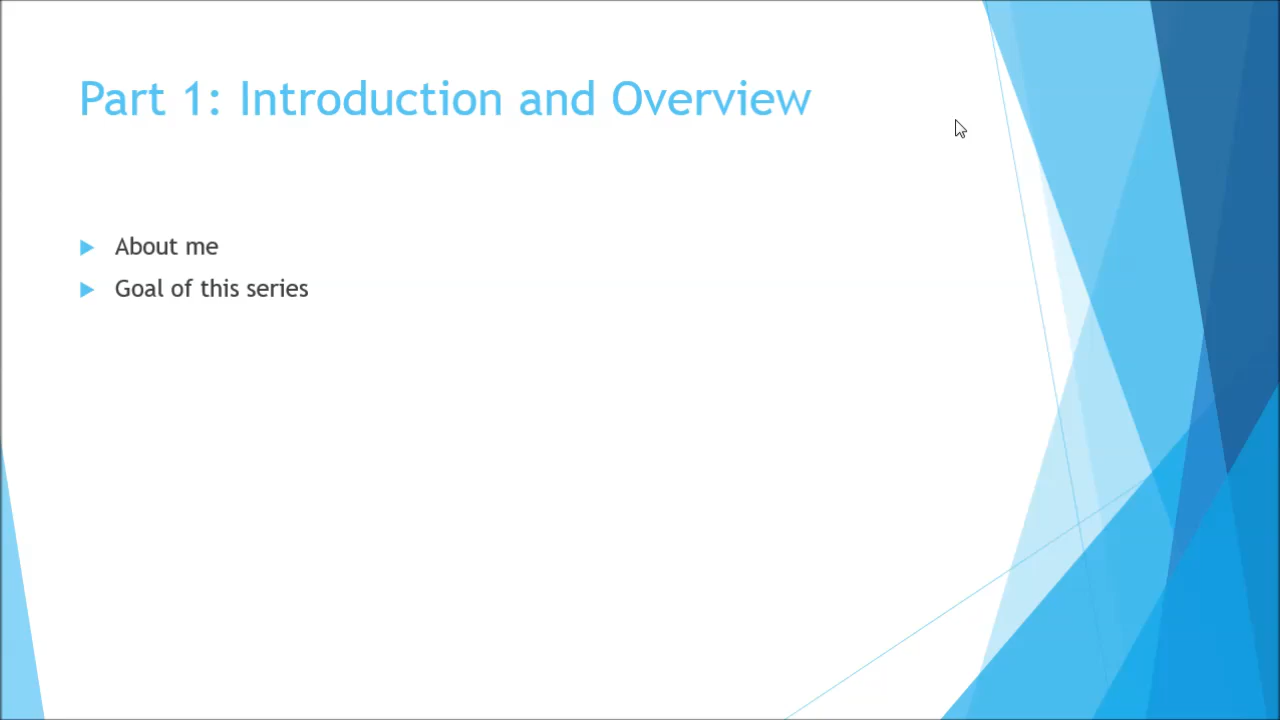 Part 1: Introduction and Overview
About me
Goal of this series